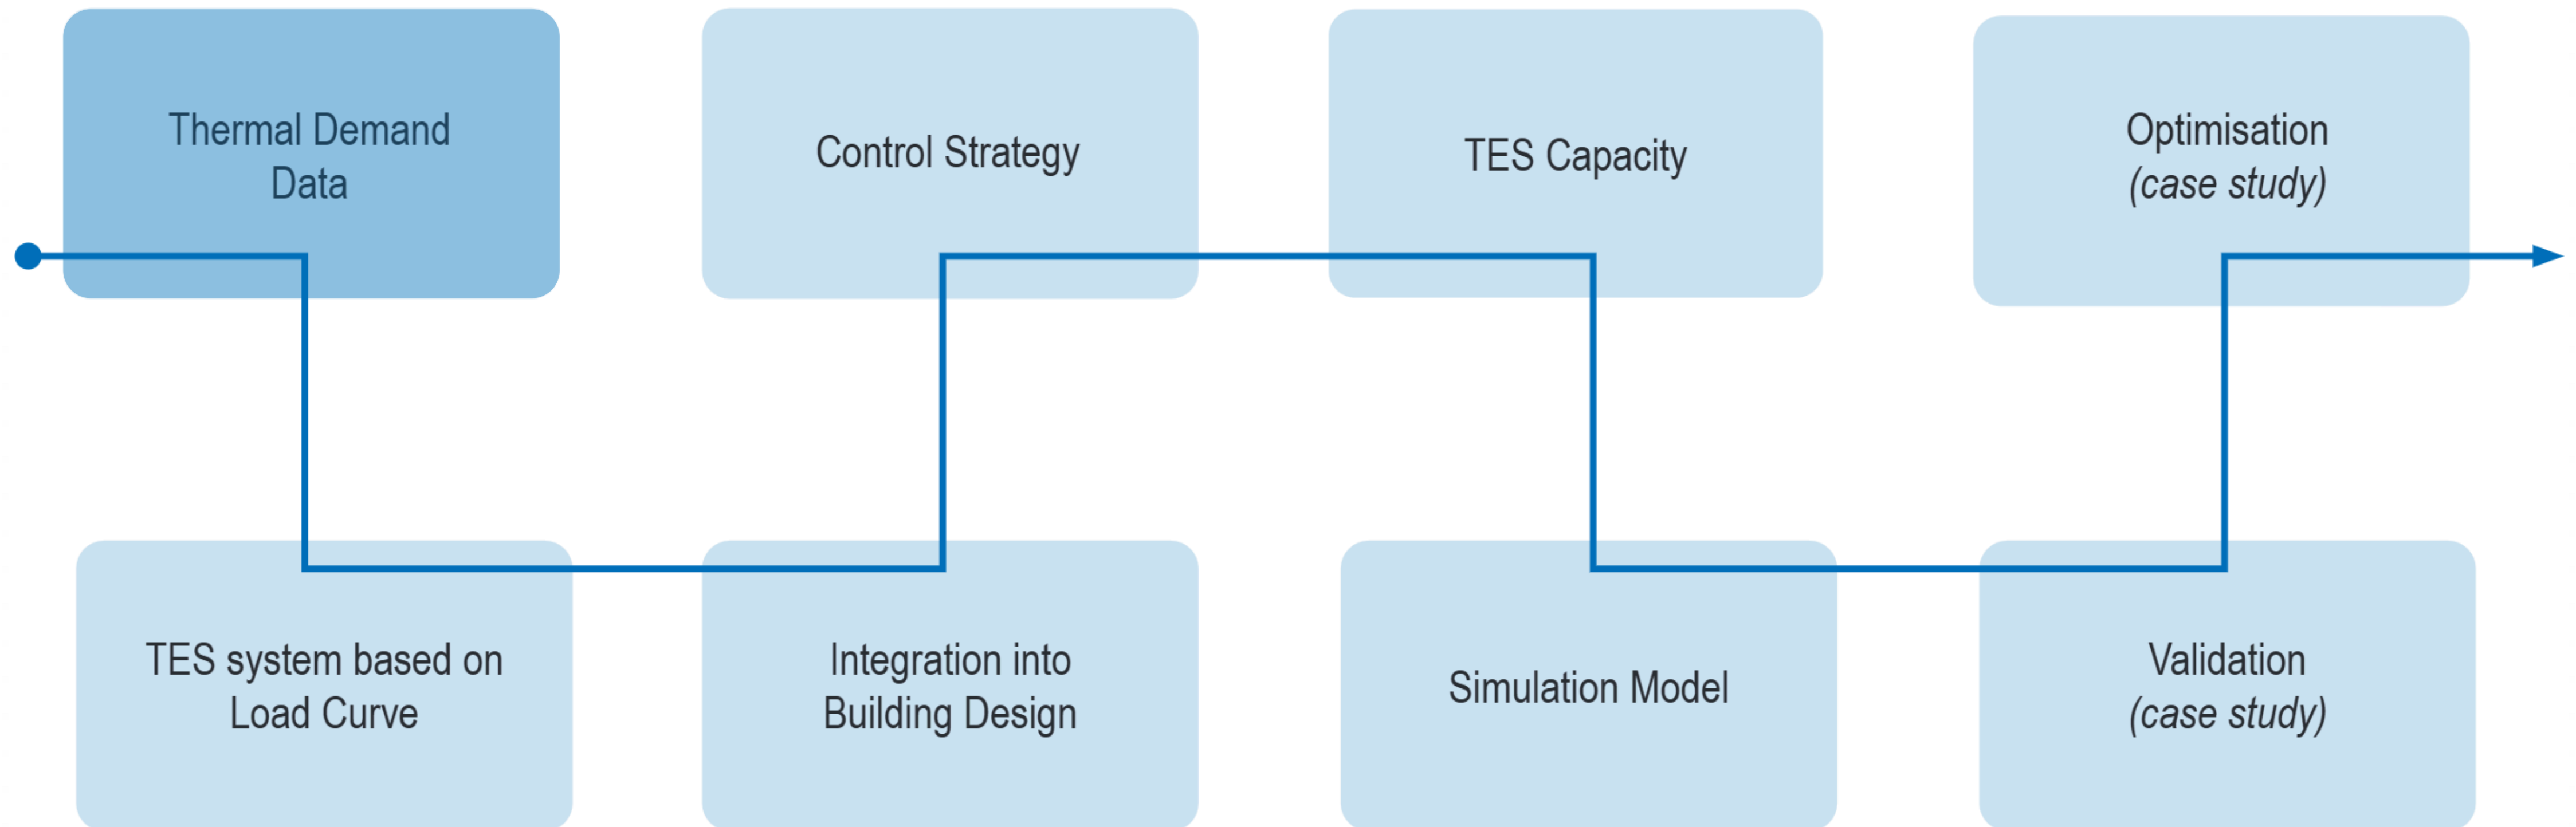 Thermal Demand
Data
TES system based on
Load Curve
Integration into
Building Design
Control Strategy
TES Capacity
Simulation Model
Validation
(case study)
Optimisation
(case study)